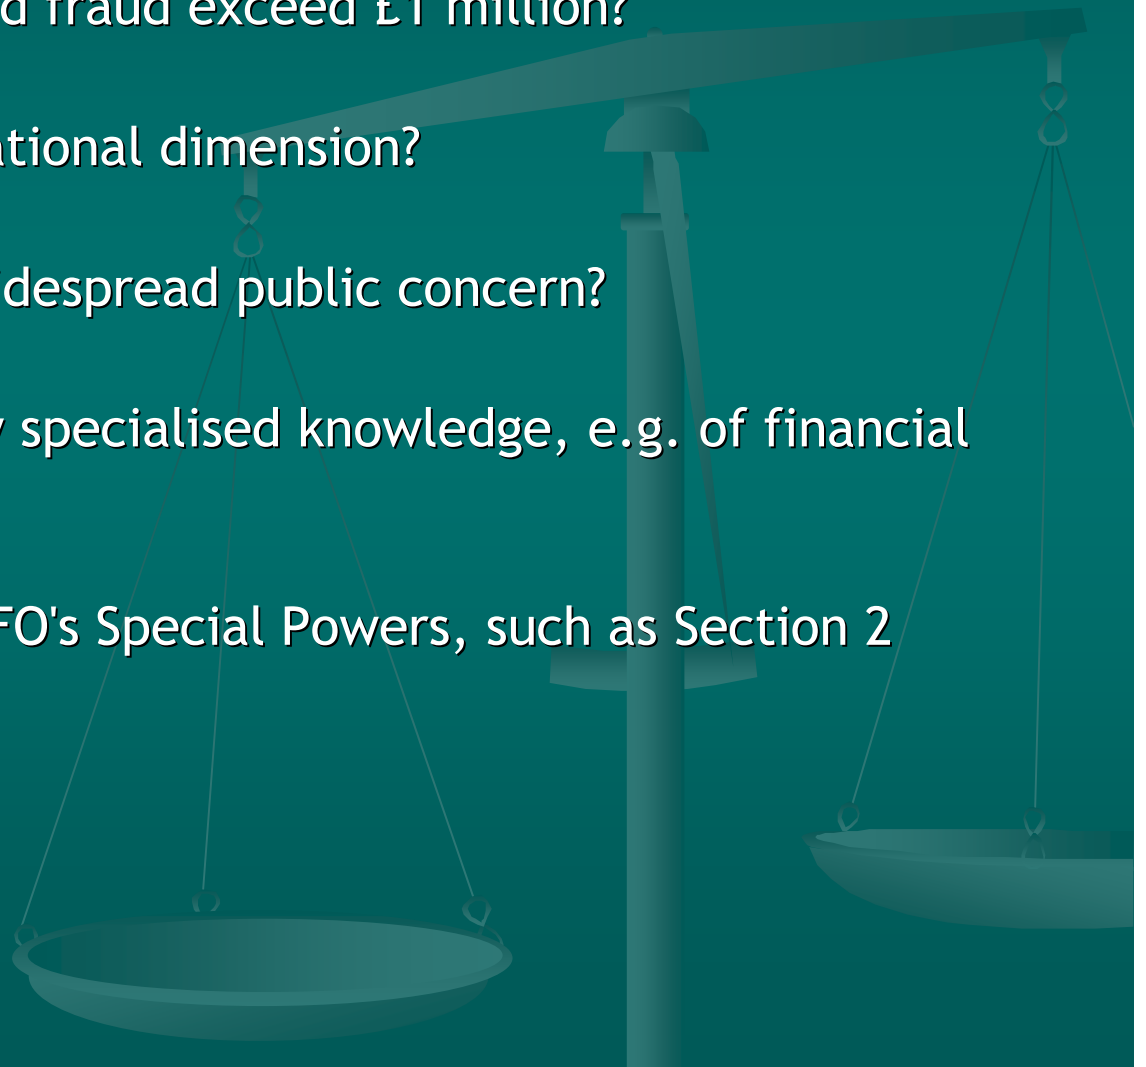 d fraud exceed £1 million?
ational dimension?
idespread public concern?
y specialised knowledge, e.g. of financial
FO's Special Powers, such as Section 2